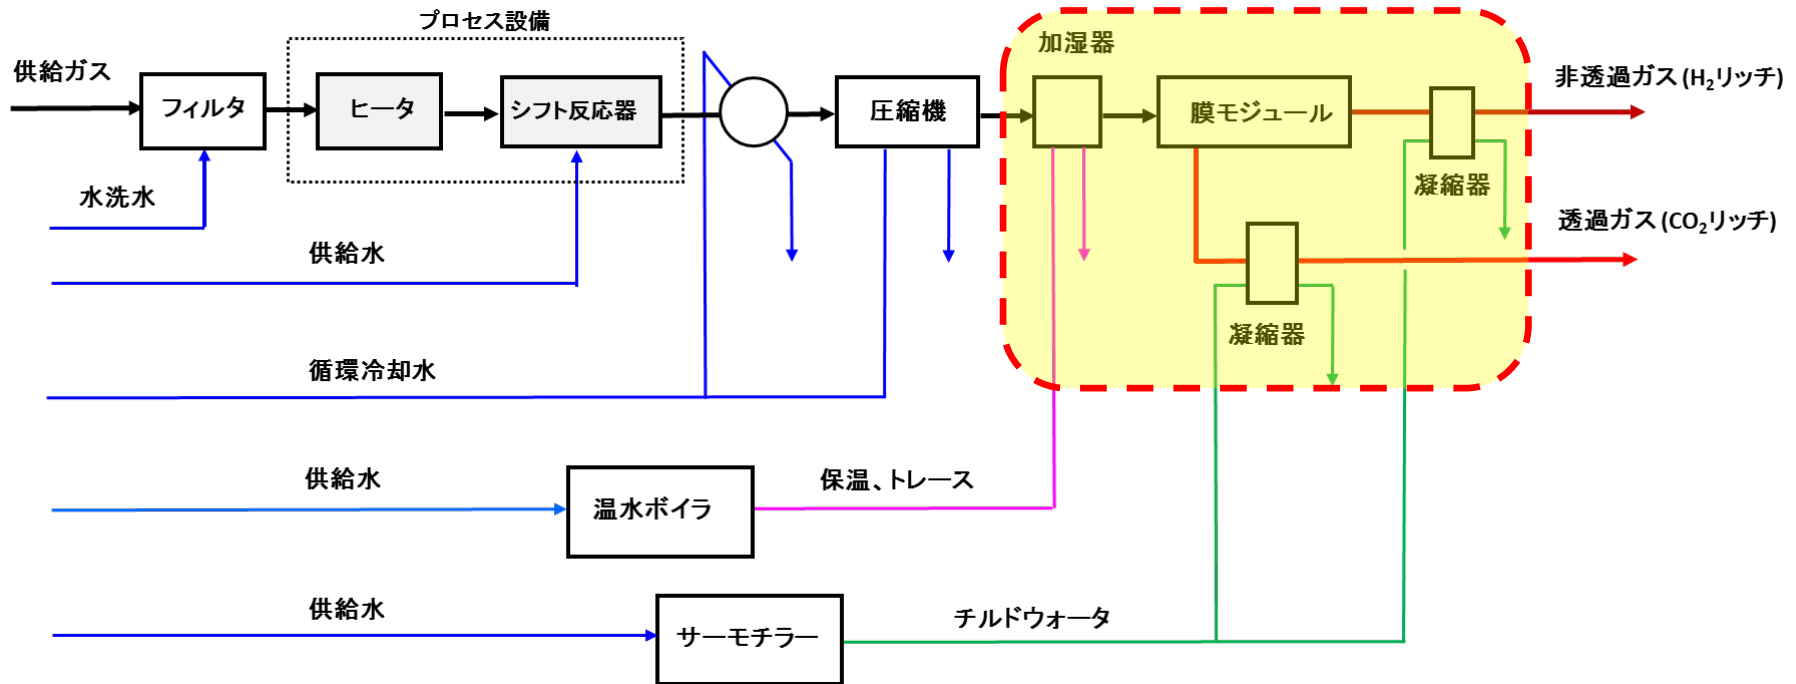 プロセス設備
供給ガス
フィルタ
ヒータ
シフト反応器
圧縮機
加湿器
膜モジュール
非透過ガス(H₂リッチ)
凝縮器
水洗水
透過ガス(CO₂リッチ)
供給水
凝縮器
循環冷却水
供給水
温水ボイラ
保温、トレース
供給水
サーモチラー
チルドウォータ